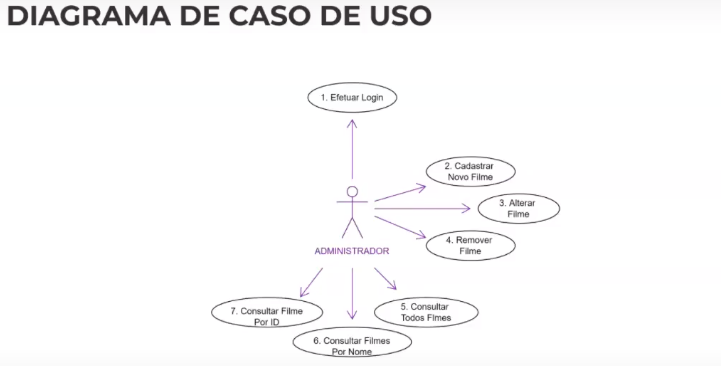 DIAGRAMA DE CASO DE USO
1. Efetuar Login
2. Cadastrar
Novo Filme
3. Alterar
Filme
4. Remover
Filme
ADMINISTRADOR
5. Consultar
Todos FImes
7. Consultar Filme
Por ID
6. Consultar Filmes
Por Nome